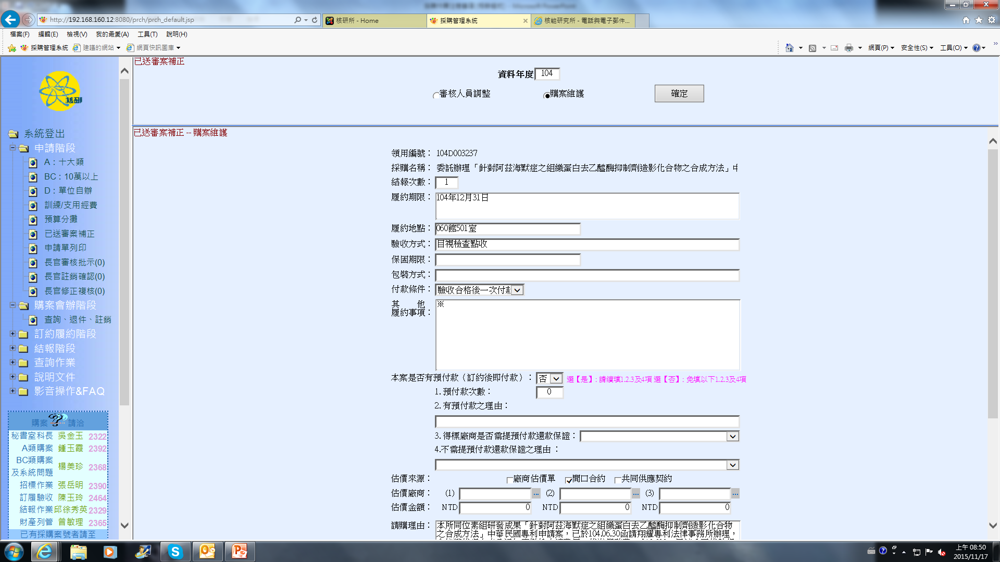 http://192.168.160.12:8080/prch/prch_default.jsp
核研所 - Home
採購管理系統
核能研究所 - 電話與電子郵件...
檔案(F) 編輯(E) 檢視(V) 我的最愛(A) 工具(T) 說明(H)
採購管理系統 建議的網站 網頁快訊圖庫
網頁(P) 安全性(S) 工具(O)
核研
系統登出
申請階段
A：十大類
BC：10萬以上
D：單位自辦
訓練/支用經費
預算分攤
已送審案補正
申請單列印
長官審核批示(0)
長官註銷確認(0)
長官修正複核(0)
購案會辦階段
查詢、退件、註銷
訂約履約階段
結報階段
查詢作業
說明文件
影音操作&FAQ
購案 請洽
秘書室科長 吳金玉 2322
A類購案 鍾玉霞 2392
BC類購案
及系統問題 楊美珍 2368
招標作業 張岳明 2390
訂履驗收 陳玉玲 2464
結報作業 邱徐秀英 2329
財產列管 曾敏理 2365
已有採購案號者請至
已送審案補正
資料年度 104
審核人員調整 購案維護 確定
已送審案補正 -- 購案維護
領用編號： 104D003237
採購名稱： 委託辦理「針對阿茲海默症之組織蛋白去乙醯酶抑制劑造影化合物之合成方法」中
結報次數： 1
履約期限： 104年12月31日
履約地點： 060館501室
驗收方式： 目視檢查點收
保固期限：
包裝方式：
付款條件： 驗收合格後一次付款
其　他
履約事項： ※
本案是否有預付款（訂約後即付款）： 否 選【是】: 請續填1.2.3及4項 選【否】: 免填以下1.2.3及4項
1.預付款次數： 0
2.有預付款之理由：
3.得標廠商是否需提預付款還款保證：
4.不需提預付款還款保證之理由 ：
估價來源： 廠商估價單 開口合約 共同供應契約
估價廠商： (1) ... (2) ... (3) ...
估價金額： NTD 0 NTD 0 NTD 0
請購理由： 本所同位素組研發成果「針對阿茲海默症之組織蛋白去乙醯酶抑制劑造影化合物
之合成方法」中華民國專利申請案，已於104.06.30函請翔耀專利法律事務所辦理，
上午 08:50
2015/11/17